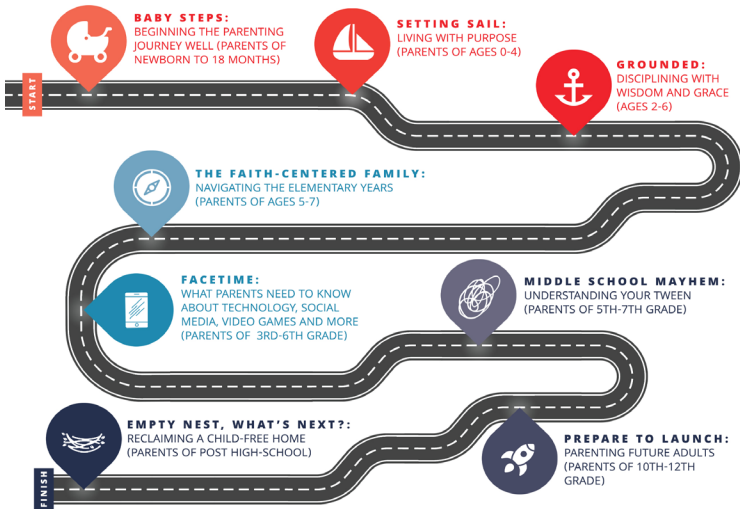 BABY STEPS:
BEGINNING THE PARENTING
JOURNEY WELL (PARENTS OF
NEWBORN TO 18 MONTHS)
SETTING SAIL:
LIVING WITH PURPOSE
(PARENTS OF AGES 0-4)
GROUNDED:
DISCIPLINING WITH
WISDOM AND GRACE
(AGES 2-6)
START
THE FAITH-CENTERED FAMILY:
NAVIGATING THE ELEMENTARY YEARS
(PARENTS OF AGES 5-7)
FACETIME:
WHAT PARENTS NEED TO KNOW
ABOUT TECHNOLOGY, SOCIAL
MEDIA, VIDEO GAMES AND MORE
(PARENTS OF 3RD-6TH GRADE)
MIDDLE SCHOOL MAYHEM:
UNDERSTANDING YOUR TWEEN
(PARENTS OF 5TH-7TH GRADE)
EMPTY NEST, WHAT'S NEXT?:
RECLAIMING A CHILD-FREE HOME
(PARENTS OF POST HIGH-SCHOOL)
PREPARE TO LAUNCH:
PARENTING FUTURE ADULTS
(PARENTS OF 10TH-12TH
GRADE)
FINISH